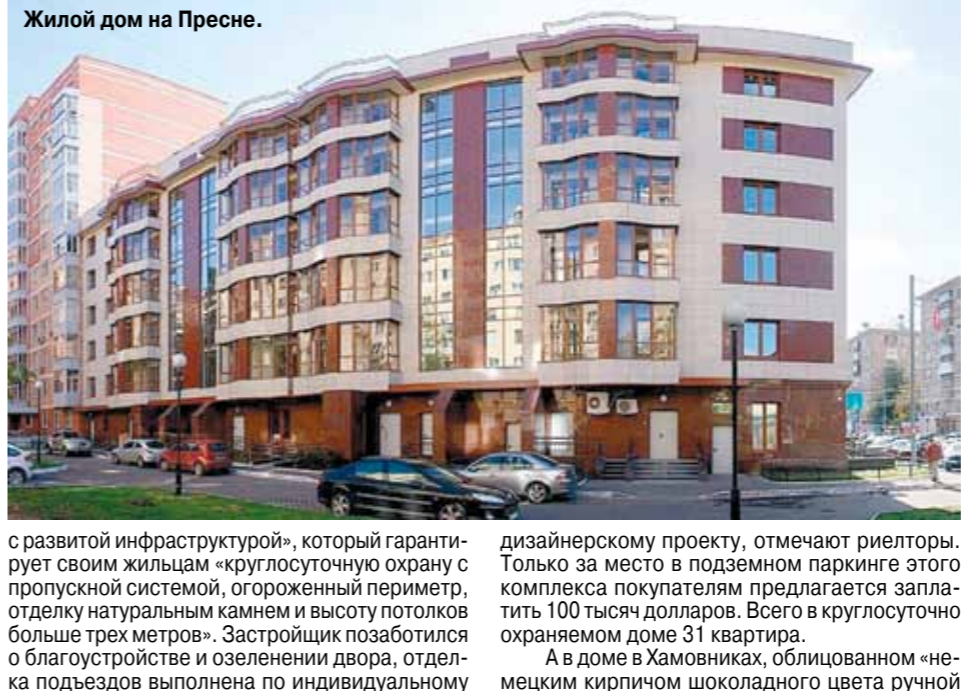 Жилой дом на Пресне.
с развитой инфраструктурой», который гаранти-
рует своим жильцам «круглосуточную охрану с
пропускной системой, огороженный периметр,
отделку натуральным камнем и высоту потолков
больше трех метров». Застройщик позаботился
о благоустройстве и озеленении двора, отдел-
ка подъездов выполнена по индивидуальному
дизайнерскому проекту, отмечают риелторы.
Только за место в подземном паркинге этого
комплекса покупателям предлагается запла-
тить 100 тысяч долларов. Всего в круглосуточно
охраняемом доме 31 квартира.
А в доме в Хамовниках, облицованном «не-
мецким кирпичом шоколадного цвета ручной